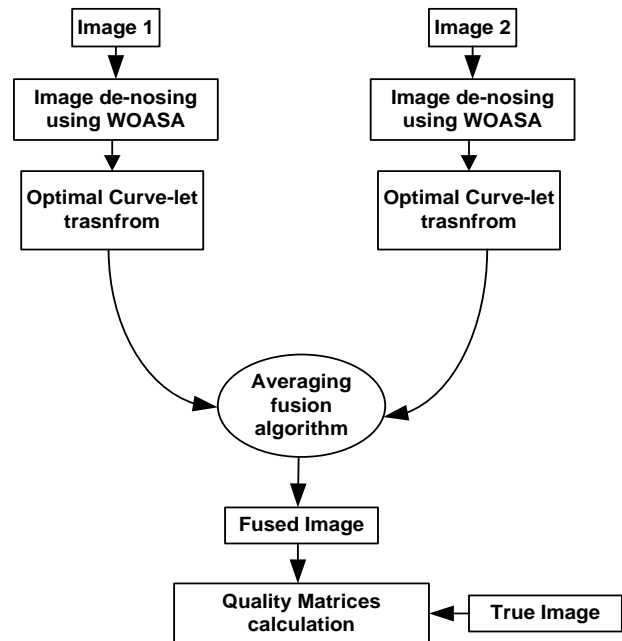 Image 1
Image 2
Image de-nosing
using WOASA
Image de-nosing
using WOASA
Optimal Curve-let
trasnfrom
Optimal Curve-let
trasnfrom
Averaging
fusion
algorithm
Fused Image
Quality Matrices
calculation
True Image